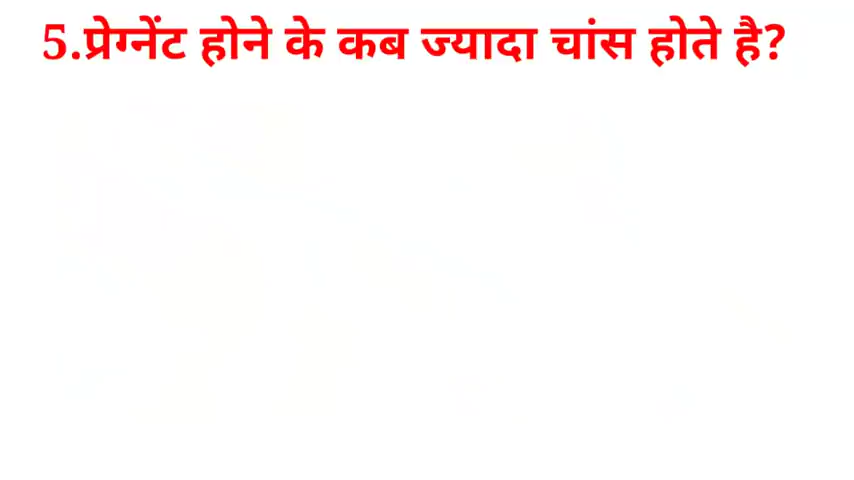 5.प्रेग्नेंट होने के कब ज्यादा चांस होते है?